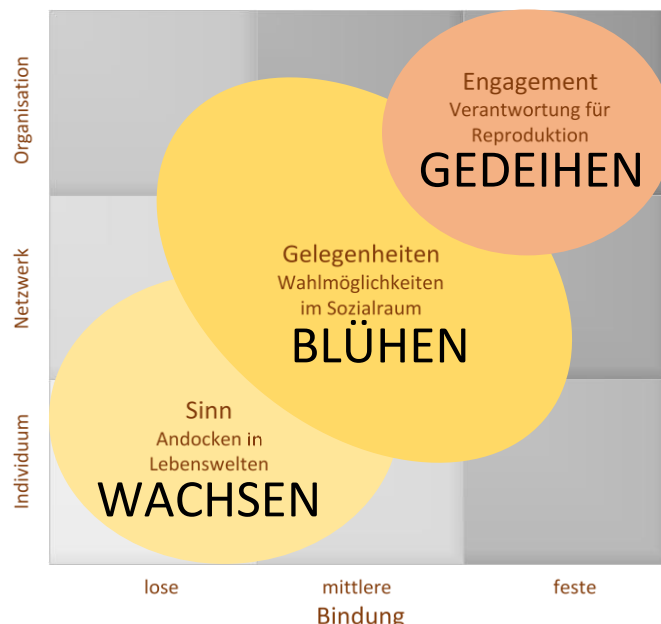 Organisation
Netzwerk
Individuum
Engagement
Verantwortung für
Reproduktion
GEDEIHEN
Gelegenheiten
Wahlmöglichkeiten
im Sozialraum
BLÜHEN
Sinn
Andocken in
Lebenswelten
WACHSEN
lose
mittlere
feste
Bindung